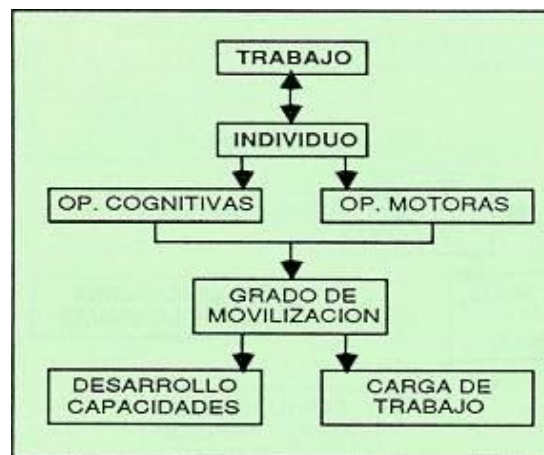 TRABAJO
INDIVIDUO
OP. COGNITIVAS
OP. MOTORAS
GRADO DE
MOVILIZACION
DESARROLLO
CAPACIDADES
CARGA DE
TRABAJO